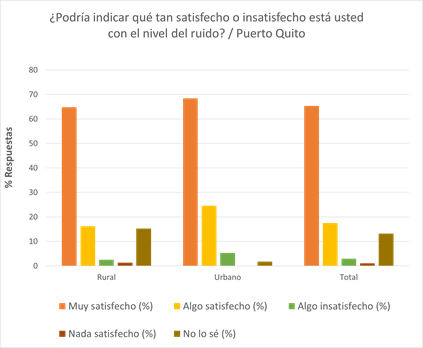 ¿Podría indicar qué tan satisfecho o insatisfecho está usted
con el nivel del ruido? / Puerto Quito
80
70
60
50
40
30
20
10
0
% Respuestas
Rural Urbano Total
Muy satisfecho (%) Algo satisfecho (%) Algo insatisfecho (%)
Nada satisfecho (%) No lo sé (%)